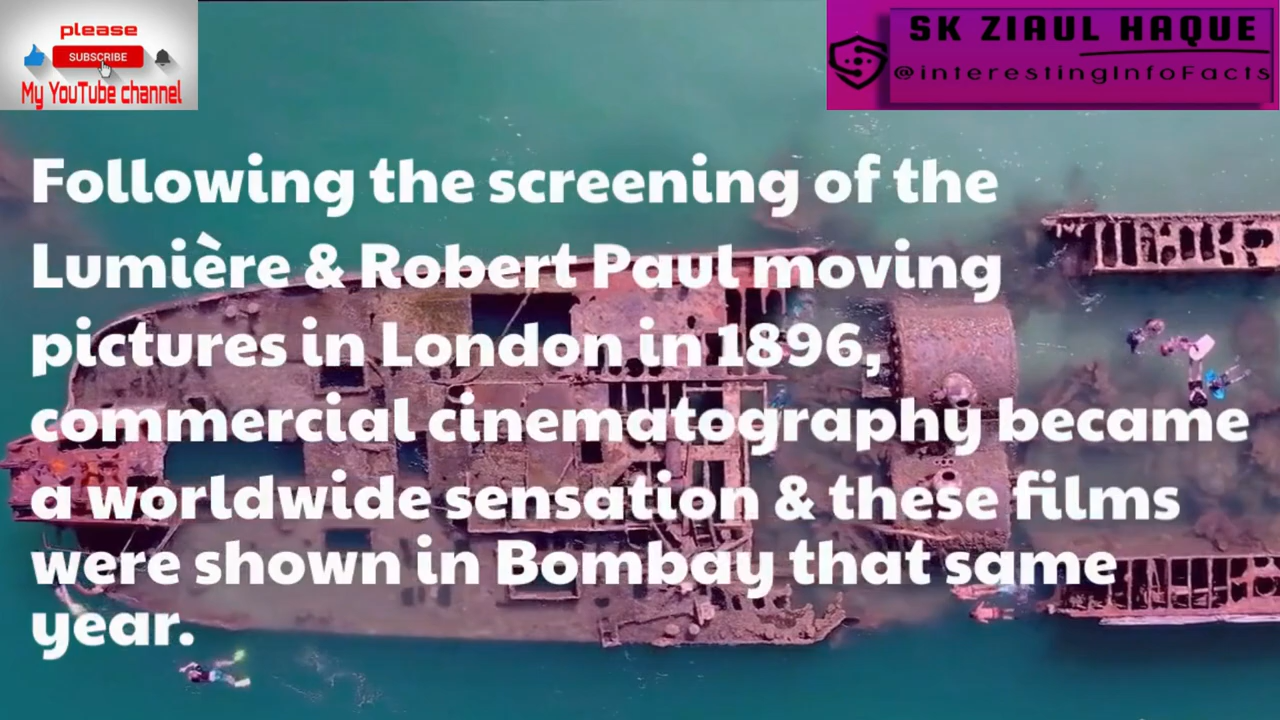 please
SUBSCRIBE
My YouTube channel
SK ZIAUL HAQUE
@interestingInfoFacts
Following the screening of the
Lumière & Robert Paul moving
pictures in London in 1896,
commercial cinematography became
a worldwide sensation & these films
were shown in Bombay that same
year.